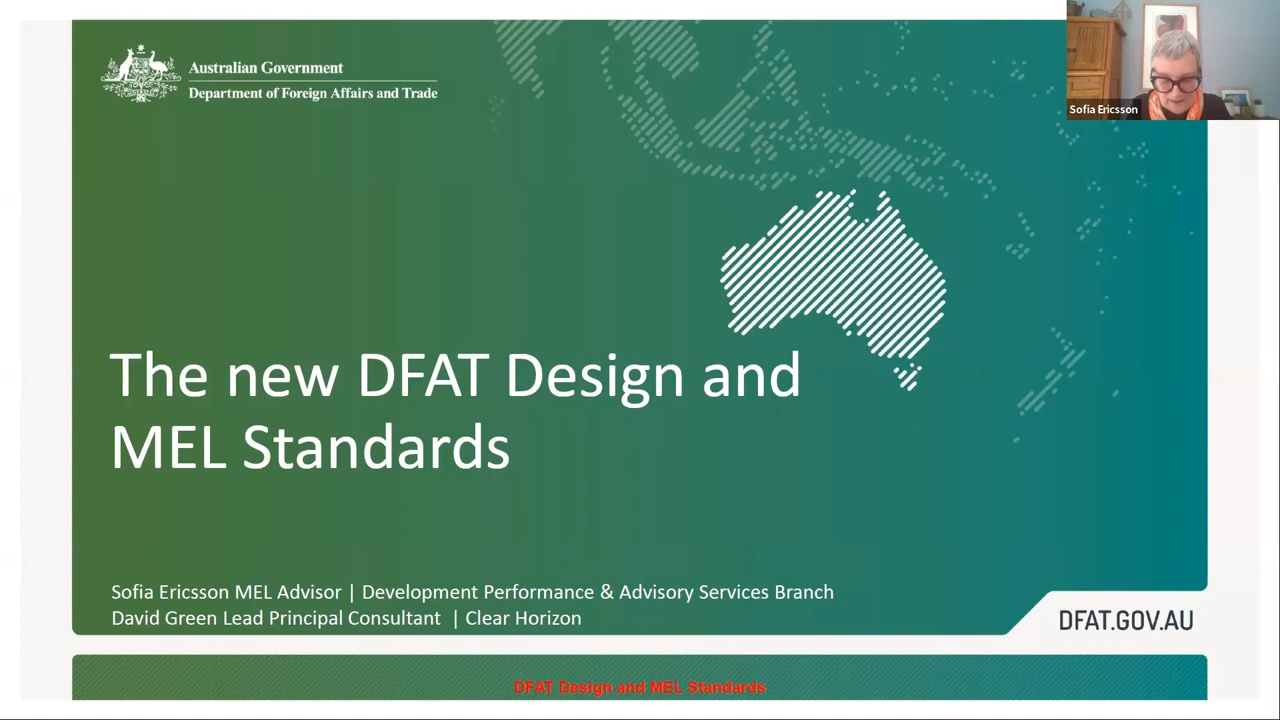 Australian Government
Department of Foreign Affairs and Trade
Sofia Ericsson
The new DFAT Design and
MEL Standards
Sofia Ericsson MEL Advisor | Development Performance & Advisory Services Branch
David Green Lead Principal Consultant | Clear Horizon
DFAT.GOV.AU
DFAT Design and MEL Standards